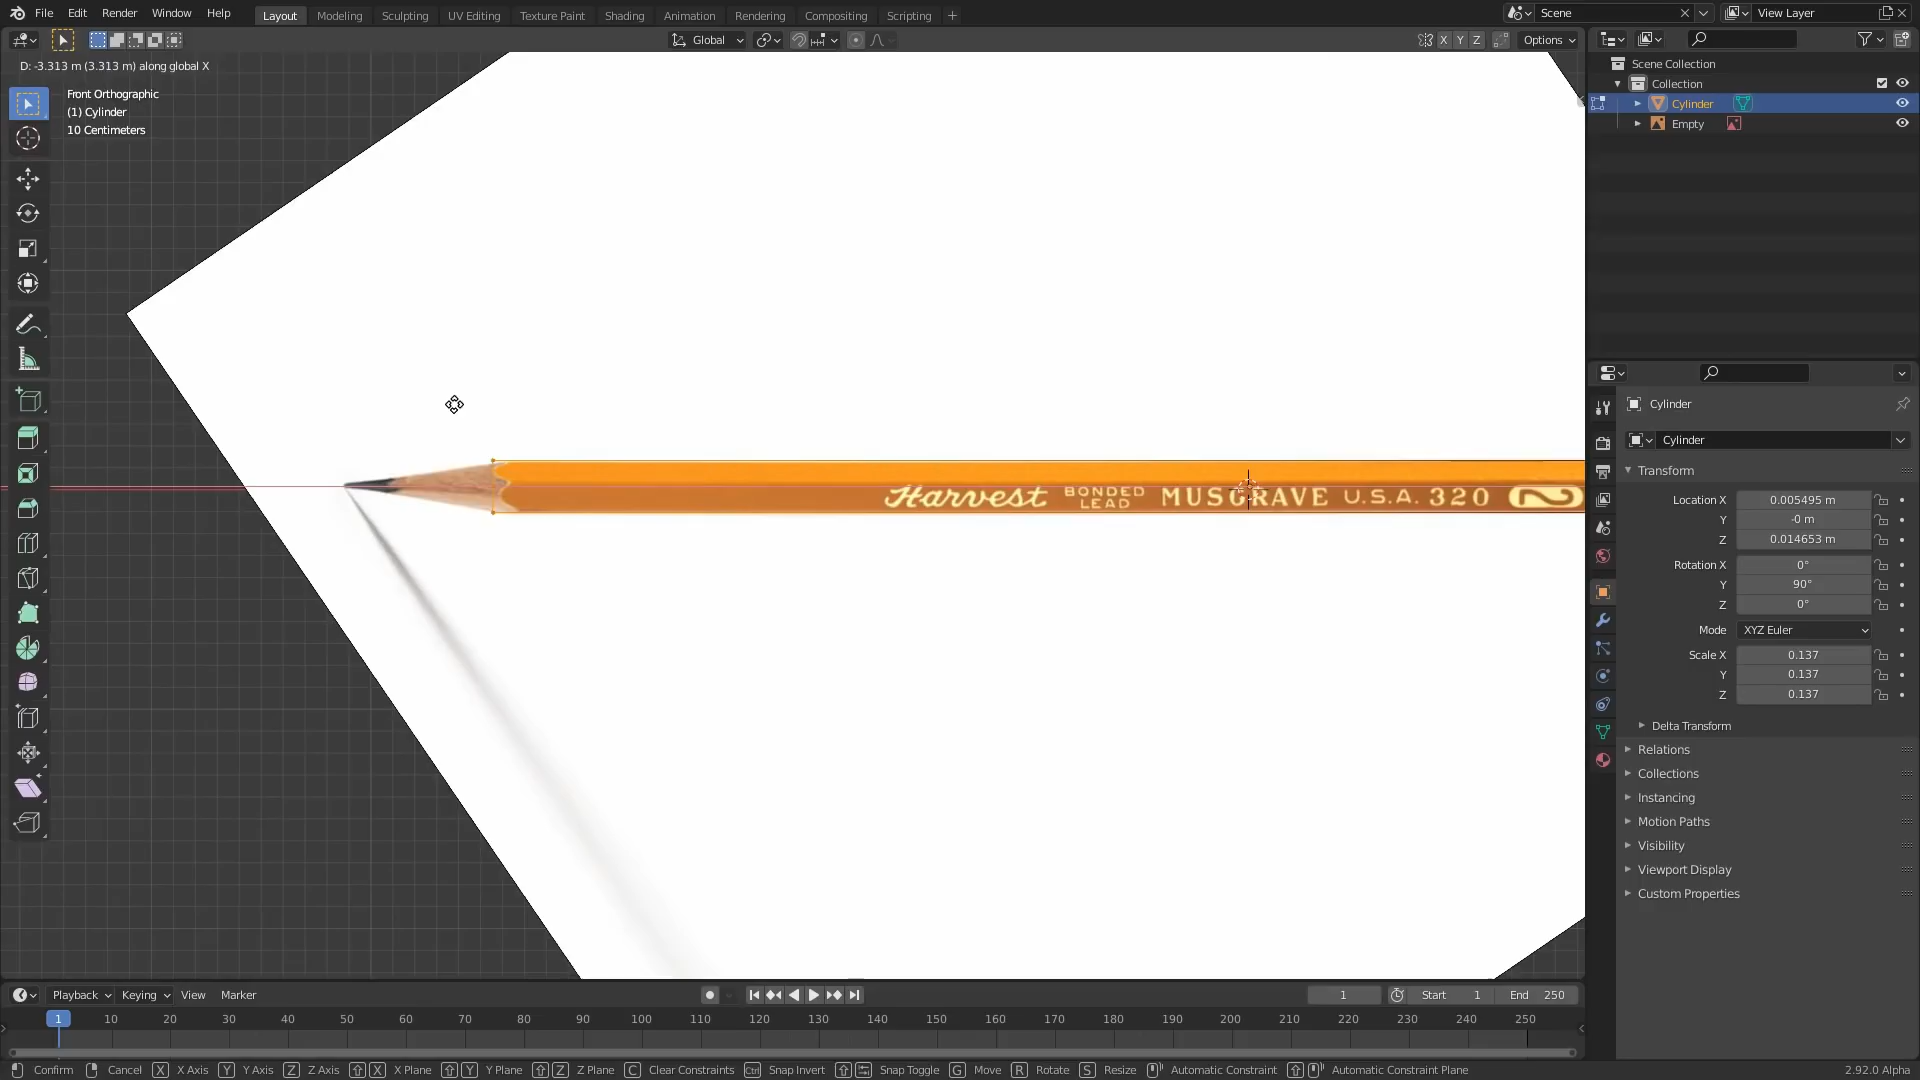 File Edit Render Window Help Layout Modeling Sculpting UV Editing Texture Paint Shading Animation Rendering Compositing Scripting + Scene View Layer
Global X Y Z Options
D: -3.313 m (3.313 m) along global X
Front Orthographic
(1) Cylinder
10 Centimeters
Harvest BONDED LEAD MUSGRAVE U.S.A. 320
Scene Collection
Collection
Cylinder
Empty
Cylinder
Cylinder
Transform
Location X 0.005495 m
Y -0 m
Z 0.014653 m
Rotation X 0°
Y 90°
Z 0°
Mode XYZ Euler
Scale X 0.137
Y 0.137
Z 0.137
Delta Transform
Relations
Collections
Instancing
Motion Paths
Visibility
Viewport Display
Custom Properties
Playback Keying View Marker 1 Start 1 End 250
1 10 20 30 40 50 60 70 80 90 100 110 120 130 140 150 160 170 180 190 200 210 220 230 240 250
Confirm Cancel X X Axis Y Y Axis Z Z Axis X X Plane Y Y Plane Z Z Plane C Clear Constraints Ctrl Snap Invert Snap Toggle G Move R Rotate S Resize Automatic Constraint Automatic Constraint Plane 2.92.0 Alpha